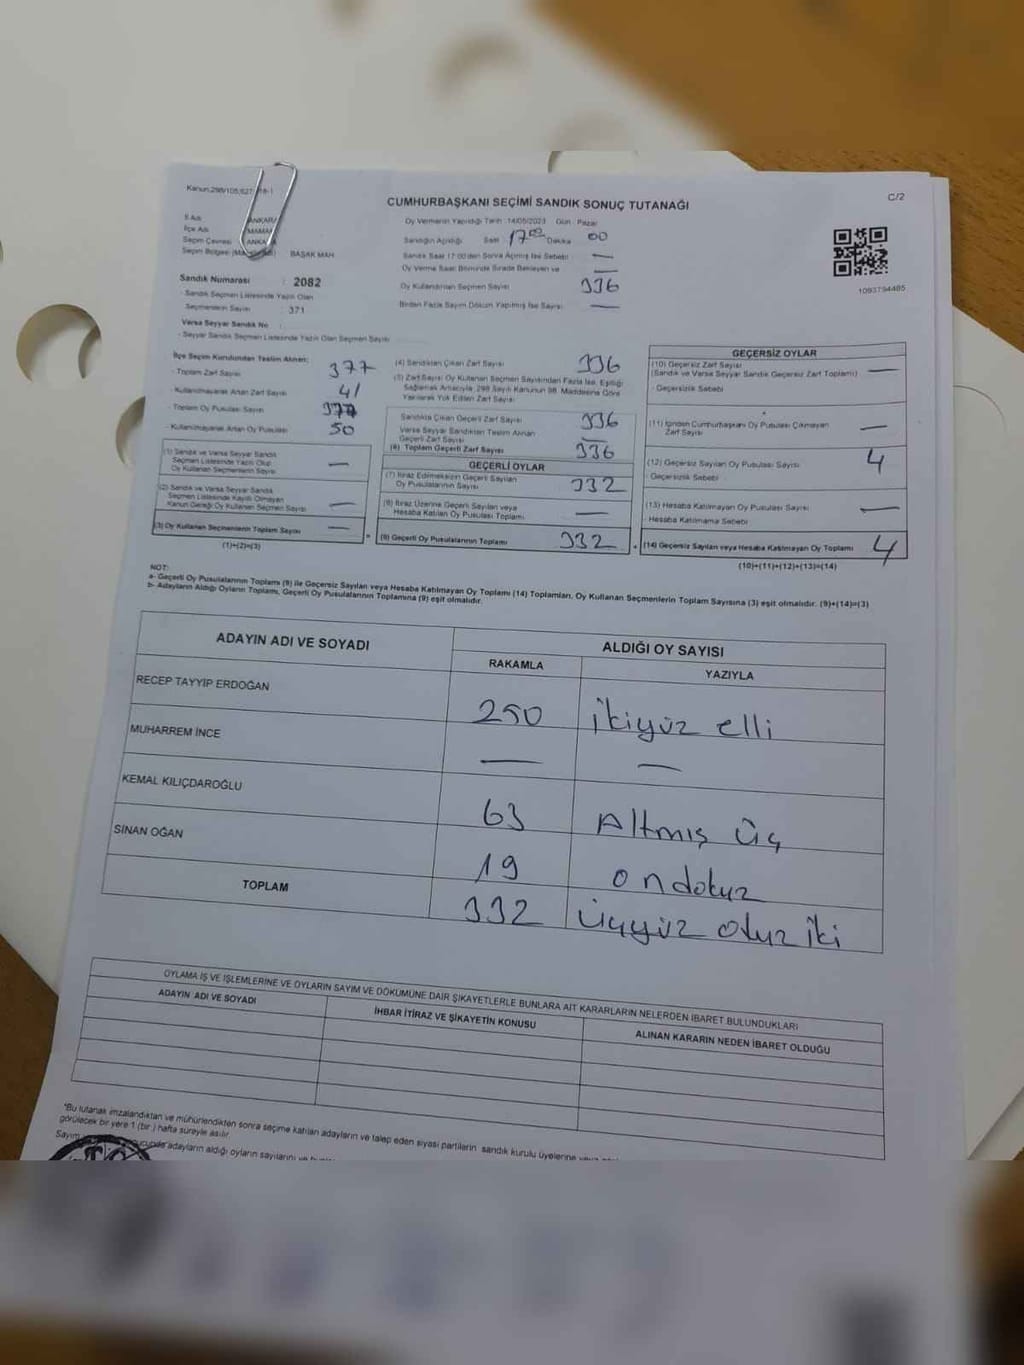 Kanun:298/105;627
C/2
CUMHURBAŞKANI SEÇİMİ SANDIK SONUÇ TUTANAĞI
İl Adı ANKARA
İlçe Adı
Seçim Çevresi
Seçim Bölgesi BAŞAK MAH.
Oy Vermenin Yapıldığı Tarih :14/05/2023 Gün : Pazar
Sandığın Açıldığı Saat 17 00 Dakika 00
Sandık Saat 17:00'den Sonra Açılmış İse Sebebi : —
Oy Verme Saati Bitiminde Sırada Bekleyen ve —
Oy Kullandırılan Seçmen Sayısı 336
Birden Fazla Sayım Döküm Yapılmış İse Sayısı —
1093794405
Sandık Numarası : 2082
- Sandık Seçmen Listesinde Yazılı Olan
Seçmenlerin Sayısı : 371
Varsa Seyyar Sandık No
- Seyyar Sandık Seçmen Listesinde Yazılı Olan Seçmen Sayısı
İlçe Seçim Kurulundan Teslim Alınan:
- Toplam Zarf Sayısı 377
- Kullanılmayarak Artan Zarf Sayısı 41
- Toplam Oy Pusulası Sayısı
- Kullanılmayarak Artan Oy Pusulası 50
(1) Sandık ve Varsa Seyyar Sandık
Seçmen Listesinde Yazılı Olup
Oy Kullanan Seçmenlerin Sayısı —
(2) Sandık ve Varsa Seyyar Sandık
Seçmen Listesinde Kayıtlı Olmayan
Kanun Gereği Oy Kullanan Seçmen Sayısı —
(3) Oy Kullanan Seçmenlerin Toplam Sayısı —
(1)+(2)=(3)
(4) Sandıktan Çıkan Zarf Sayısı 336
(5) Zarf Sayısı Oy Kullanan Seçmen Sayısından Fazla İse, Eşitliği
Sağlamak Amacıyla, 298 Sayılı Kanunun 98. Maddesine Göre
Yakılarak Yok Edilen Zarf Sayısı
Sandıkta Çıkan Geçerli Zarf Sayısı 336
Varsa Seyyar Sandıktan Teslim Alınan
Geçerli Zarf Sayısı —
(6) Toplam Geçerli Zarf Sayısı 336
GEÇERLİ OYLAR
(7) İtiraz Edilmeksizin Geçerli Sayılan
Oy Pusulalarının Sayısı 332
(8) İtiraz Üzerine Geçerli Sayılan veya
Hesaba Katılan Oy Pusulası Toplamı —
(9) Geçerli Oy Pusulalarının Toplamı 332
GEÇERSİZ OYLAR
(10) Geçersiz Zarf Sayısı
(Sandık ve Varsa Seyyar Sandık Geçersiz Zarf Toplamı) —
- Geçersizlik Sebebi
(11) İçinden Cumhurbaşkanı Oy Pusulası Çıkmayan
Zarf Sayısı —
(12) Geçersiz Sayılan Oy Pusulası Sayısı 4
- Geçersizlik Sebebi
(13) Hesaba Katılmayan Oy Pusulası Sayısı —
- Hesaba Katılmama Sebebi
(14) Geçersiz Sayılan veya Hesaba Katılmayan Oy Toplamı 4
(10)+(11)+(12)+(13)=(14)
NOT:
a- Geçerli Oy Pusulalarının Toplamı (9) ile Geçersiz Sayılan veya Hesaba Katılmayan Oy Toplamı (14) Toplamları, Oy Kullanan Seçmenlerin Toplam Sayısına (3) eşit olmalıdır. (9)+(14)=(3)
b- Adayların Aldığı Oyların Toplamı, Geçerli Oy Pusulalarının Toplamına (9) eşit olmalıdır.
ADAYIN ADI VE SOYADI
ALDIĞI OY SAYISI
RAKAMLA YAZIYLA
RECEP TAYYİP ERDOĞAN 250 ikiyüz elli
MUHARREM İNCE — —
KEMAL KILIÇDAROĞLU 63 Altmış üç
SİNAN OĞAN 19 ondokuz
TOPLAM 332 üçyüz otuz iki
OYLAMA İŞ VE İŞLEMLERİNE VE OYLARIN SAYIM VE DÖKÜMÜNE DAİR ŞİKAYETLERLE BUNLARA AİT KARARLARIN NELERDEN İBARET BULUNDUKLARI
ADAYIN ADI VE SOYADI
İHBAR İTİRAZ VE ŞİKAYETİN KONUSU
ALINAN KARARIN NEDEN İBARET OLDUĞU
*Bu tutanak imzalandıktan ve mühürlendikten sonra seçime katılan adayların ve talep eden siyasi partilerin sandık kurulu üyelerine veya
görülecek bir yere 1 (bir ) hafta süreyle asılır.
Sayım adayların aldığı oyların sayılarını